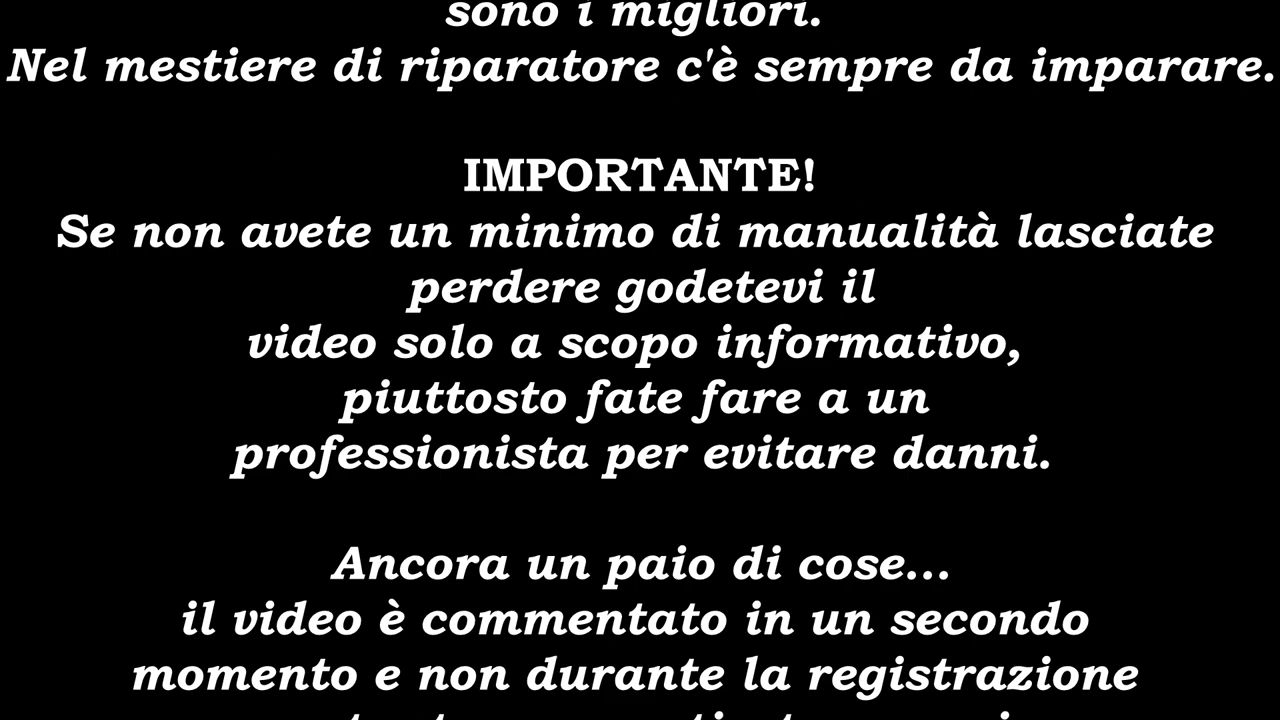 sono i migliori.
Nel mestiere di riparatore c'è sempre da imparare.
IMPORTANTE!
Se non avete un minimo di manualità lasciate
perdere godetevi il
video solo a scopo informativo,
piuttosto fate fare a un
professionista per evitare danni.
Ancora un paio di cose...
il video è commentato in un secondo
momento e non durante la registrazione